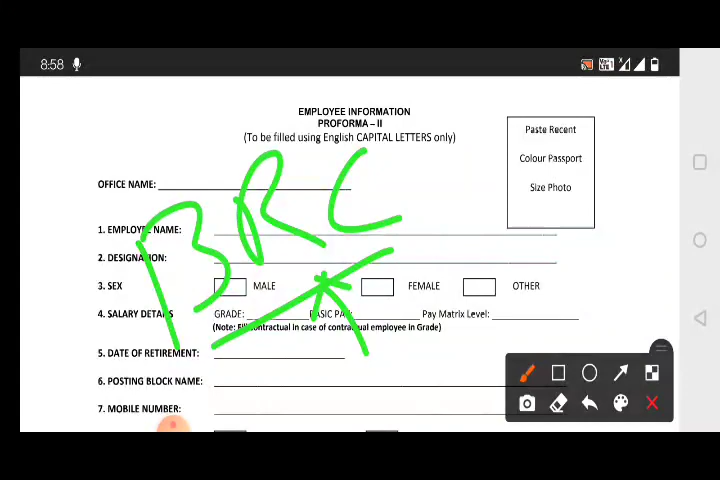 8:58
EMPLOYEE INFORMATION
PROFORMA – II
(To be filled using English CAPITAL LETTERS only)
Paste Recent
Colour Passport
Size Photo
OFFICE NAME:
BRC
1. EMPLOYEE NAME:
2. DESIGNATION:
3. SEX MALE FEMALE OTHER
4. SALARY DETAILS GRADE: BASIC PAY: Pay Matrix Level:
(Note: Fill contractual in case of contractual employee in Grade)
5. DATE OF RETIREMENT:
6. POSTING BLOCK NAME:
7. MOBILE NUMBER: